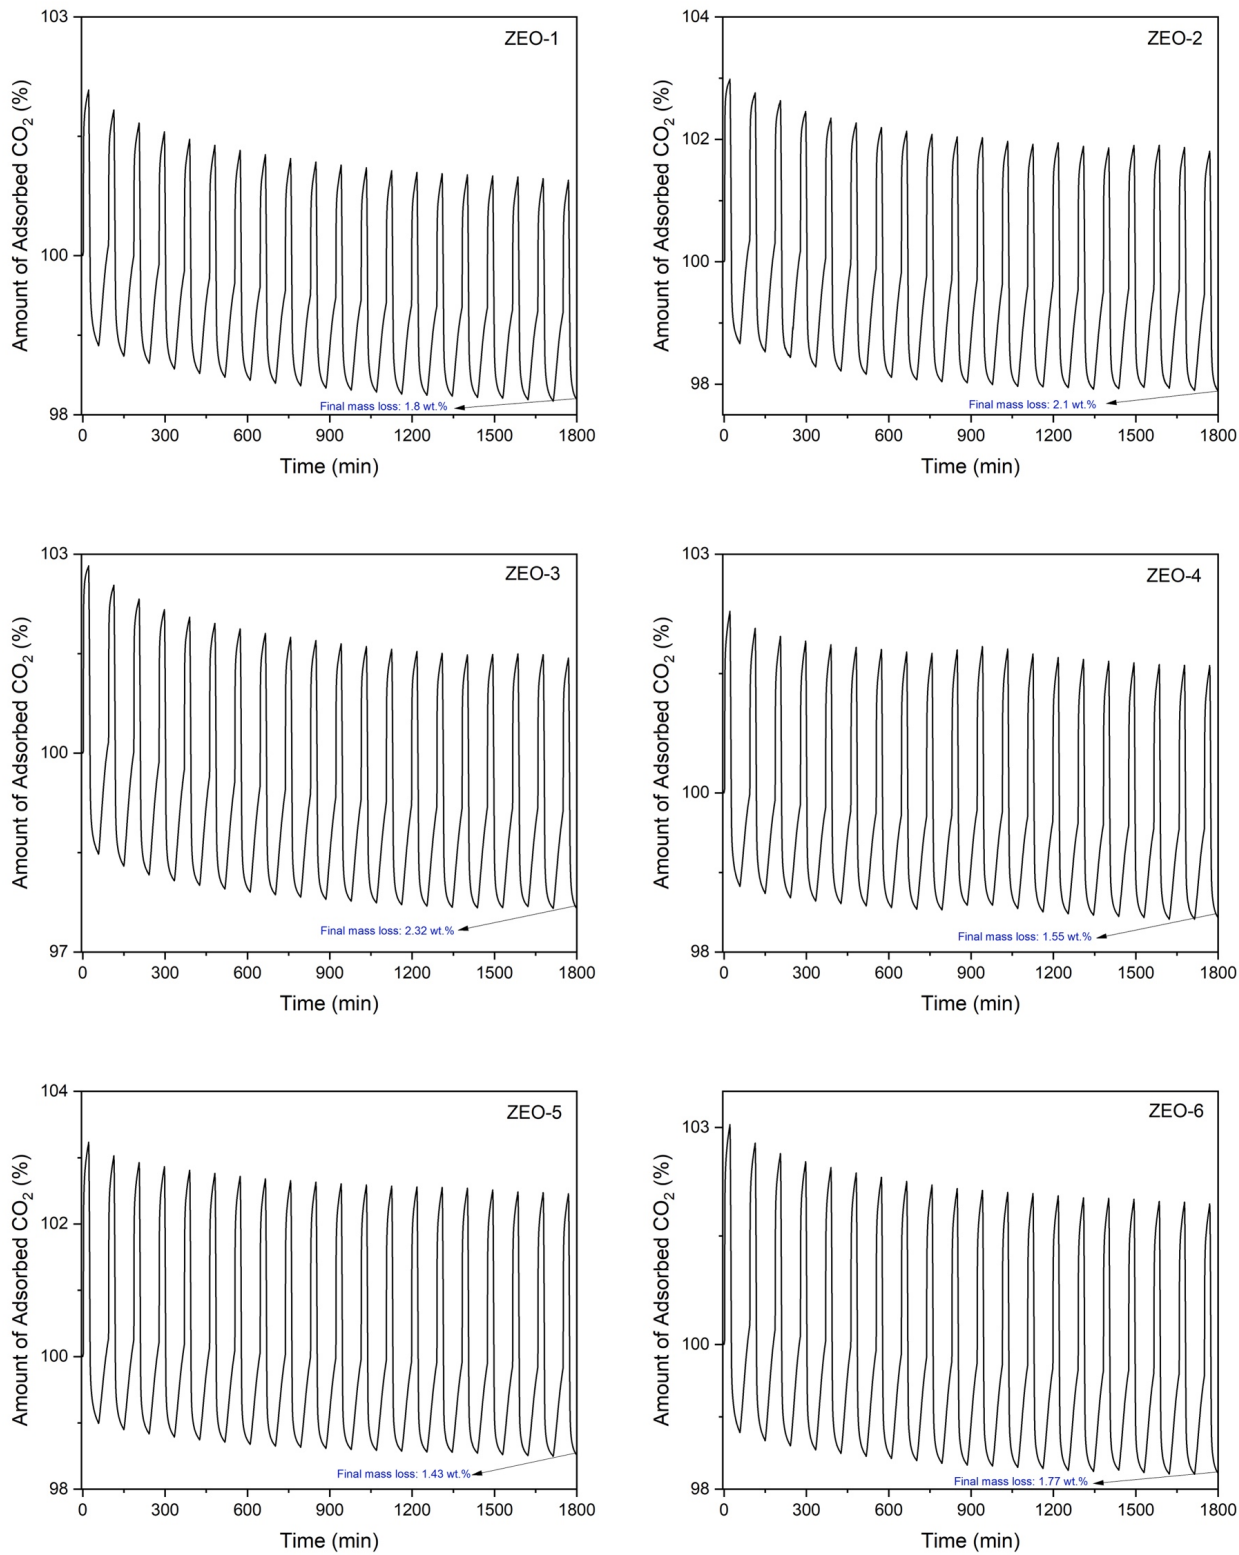 103
ZEO-1
Amount of Adsorbed CO2 (%)
100
Final mass loss: 1.8 wt.%
98
0 300 600 900 1200 1500 1800
Time (min)
104
ZEO-2
102
Amount of Adsorbed CO2 (%)
100
98
Final mass loss: 2.1 wt.%
0 300 600 900 1200 1500 1800
Time (min)
103
ZEO-3
Amount of Adsorbed CO2 (%)
100
Final mass loss: 2.32 wt.%
97
0 300 600 900 1200 1500 1800
Time (min)
103
ZEO-4
Amount of Adsorbed CO2 (%)
100
Final mass loss: 1.55 wt.%
98
0 300 600 900 1200 1500 1800
Time (min)
104
ZEO-5
102
Amount of Adsorbed CO2 (%)
100
Final mass loss: 1.43 wt.%
98
0 300 600 900 1200 1500 1800
Time (min)
103
ZEO-6
Amount of Adsorbed CO2 (%)
100
Final mass loss: 1.77 wt.%
98
0 300 600 900 1200 1500 1800
Time (min)